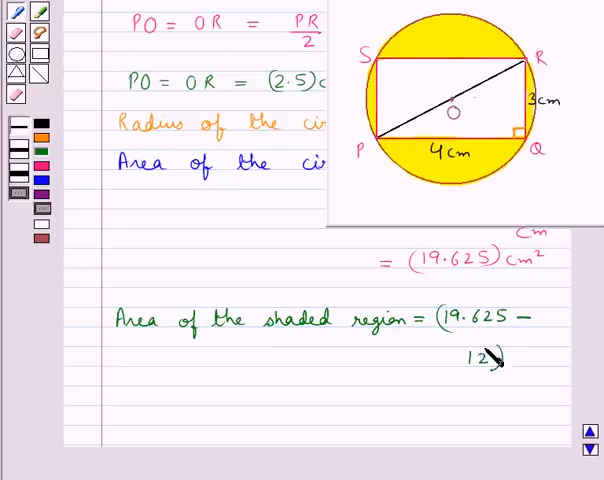 PO = OR = PR/2
PO = OR = (2.5)c
Radius of the cir
Area of the cir
cm
= (19.625) cm²
Area of the shaded region = (19.625 –
12)
S
R
3cm
O
P
4cm
Q